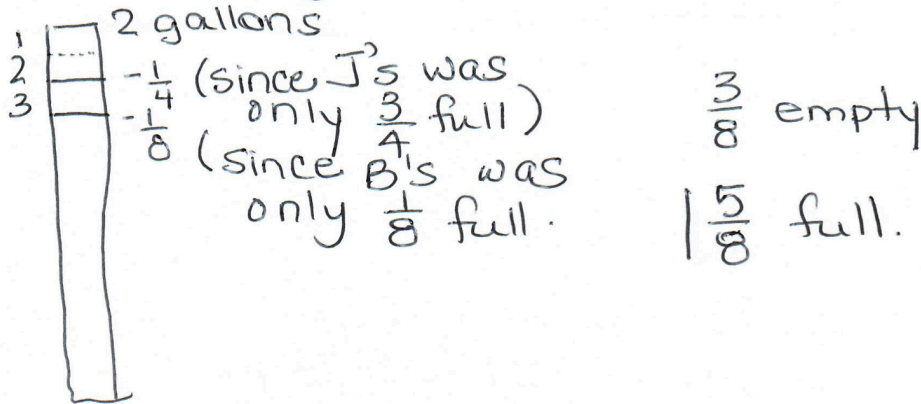 2 gallons
1
2
3
- 1/4 (since J's was
only 3/4 full)
- 1/8 (since B's was
only 1/8 full.
3/8 empty
1 5/8 full.